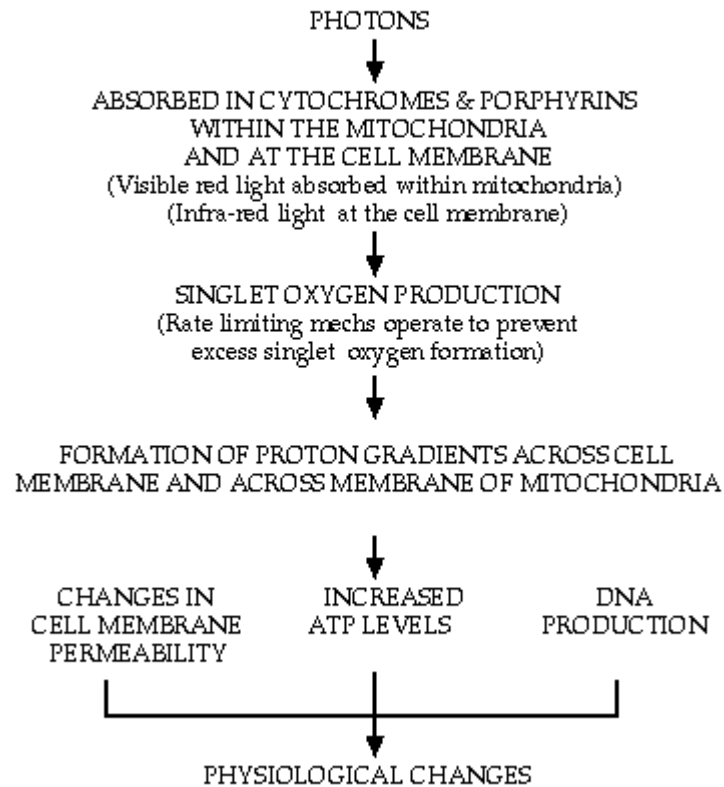 PHOTONS
ABSORBED IN CYTOCHROMES & PORPHYRINS
WITHIN THE MITOCHONDRIA
AND AT THE CELL MEMBRANE
(Visible red light absorbed within mitochondria)
(Infra-red light at the cell membrane)
SINGLET OXYGEN PRODUCTION
(Rate limiting mechs operate to prevent
excess singlet oxygen formation)
FORMATION OF PROTON GRADIENTS ACROSS CELL
MEMBRANE AND ACROSS MEMBRANE OF MITOCHONDRIA
CHANGES IN
CELL MEMBRANE
PERMEABILITY
INCREASED
ATP LEVELS
DNA
PRODUCTION
PHYSIOLOGICAL CHANGES